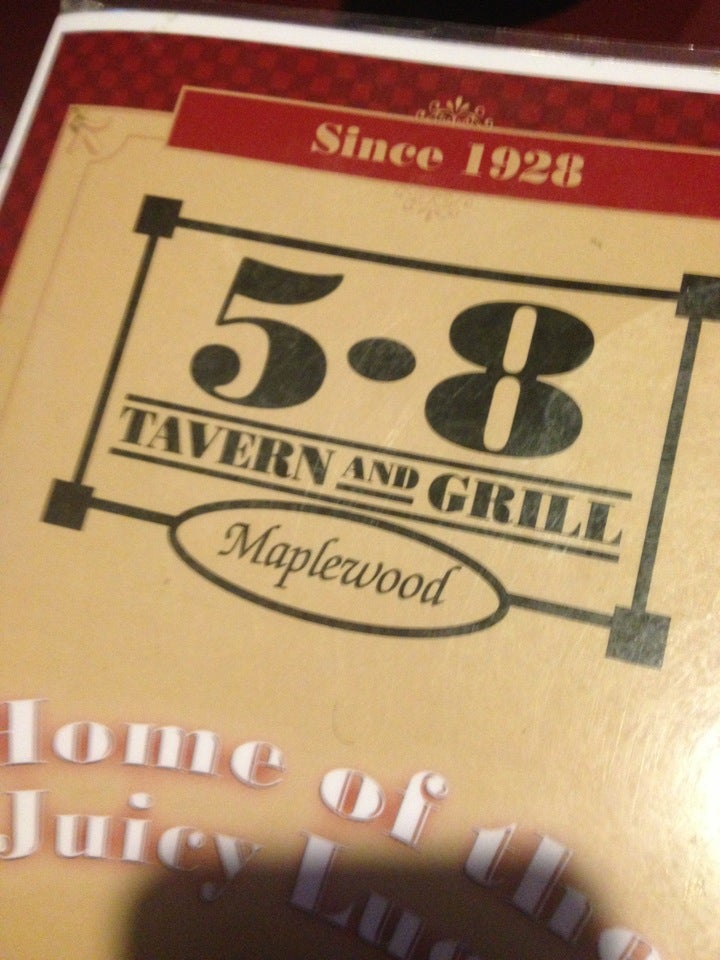 Since 1928
5•8
TAVERN AND GRILL
Maplewood
Home of the
Juicy